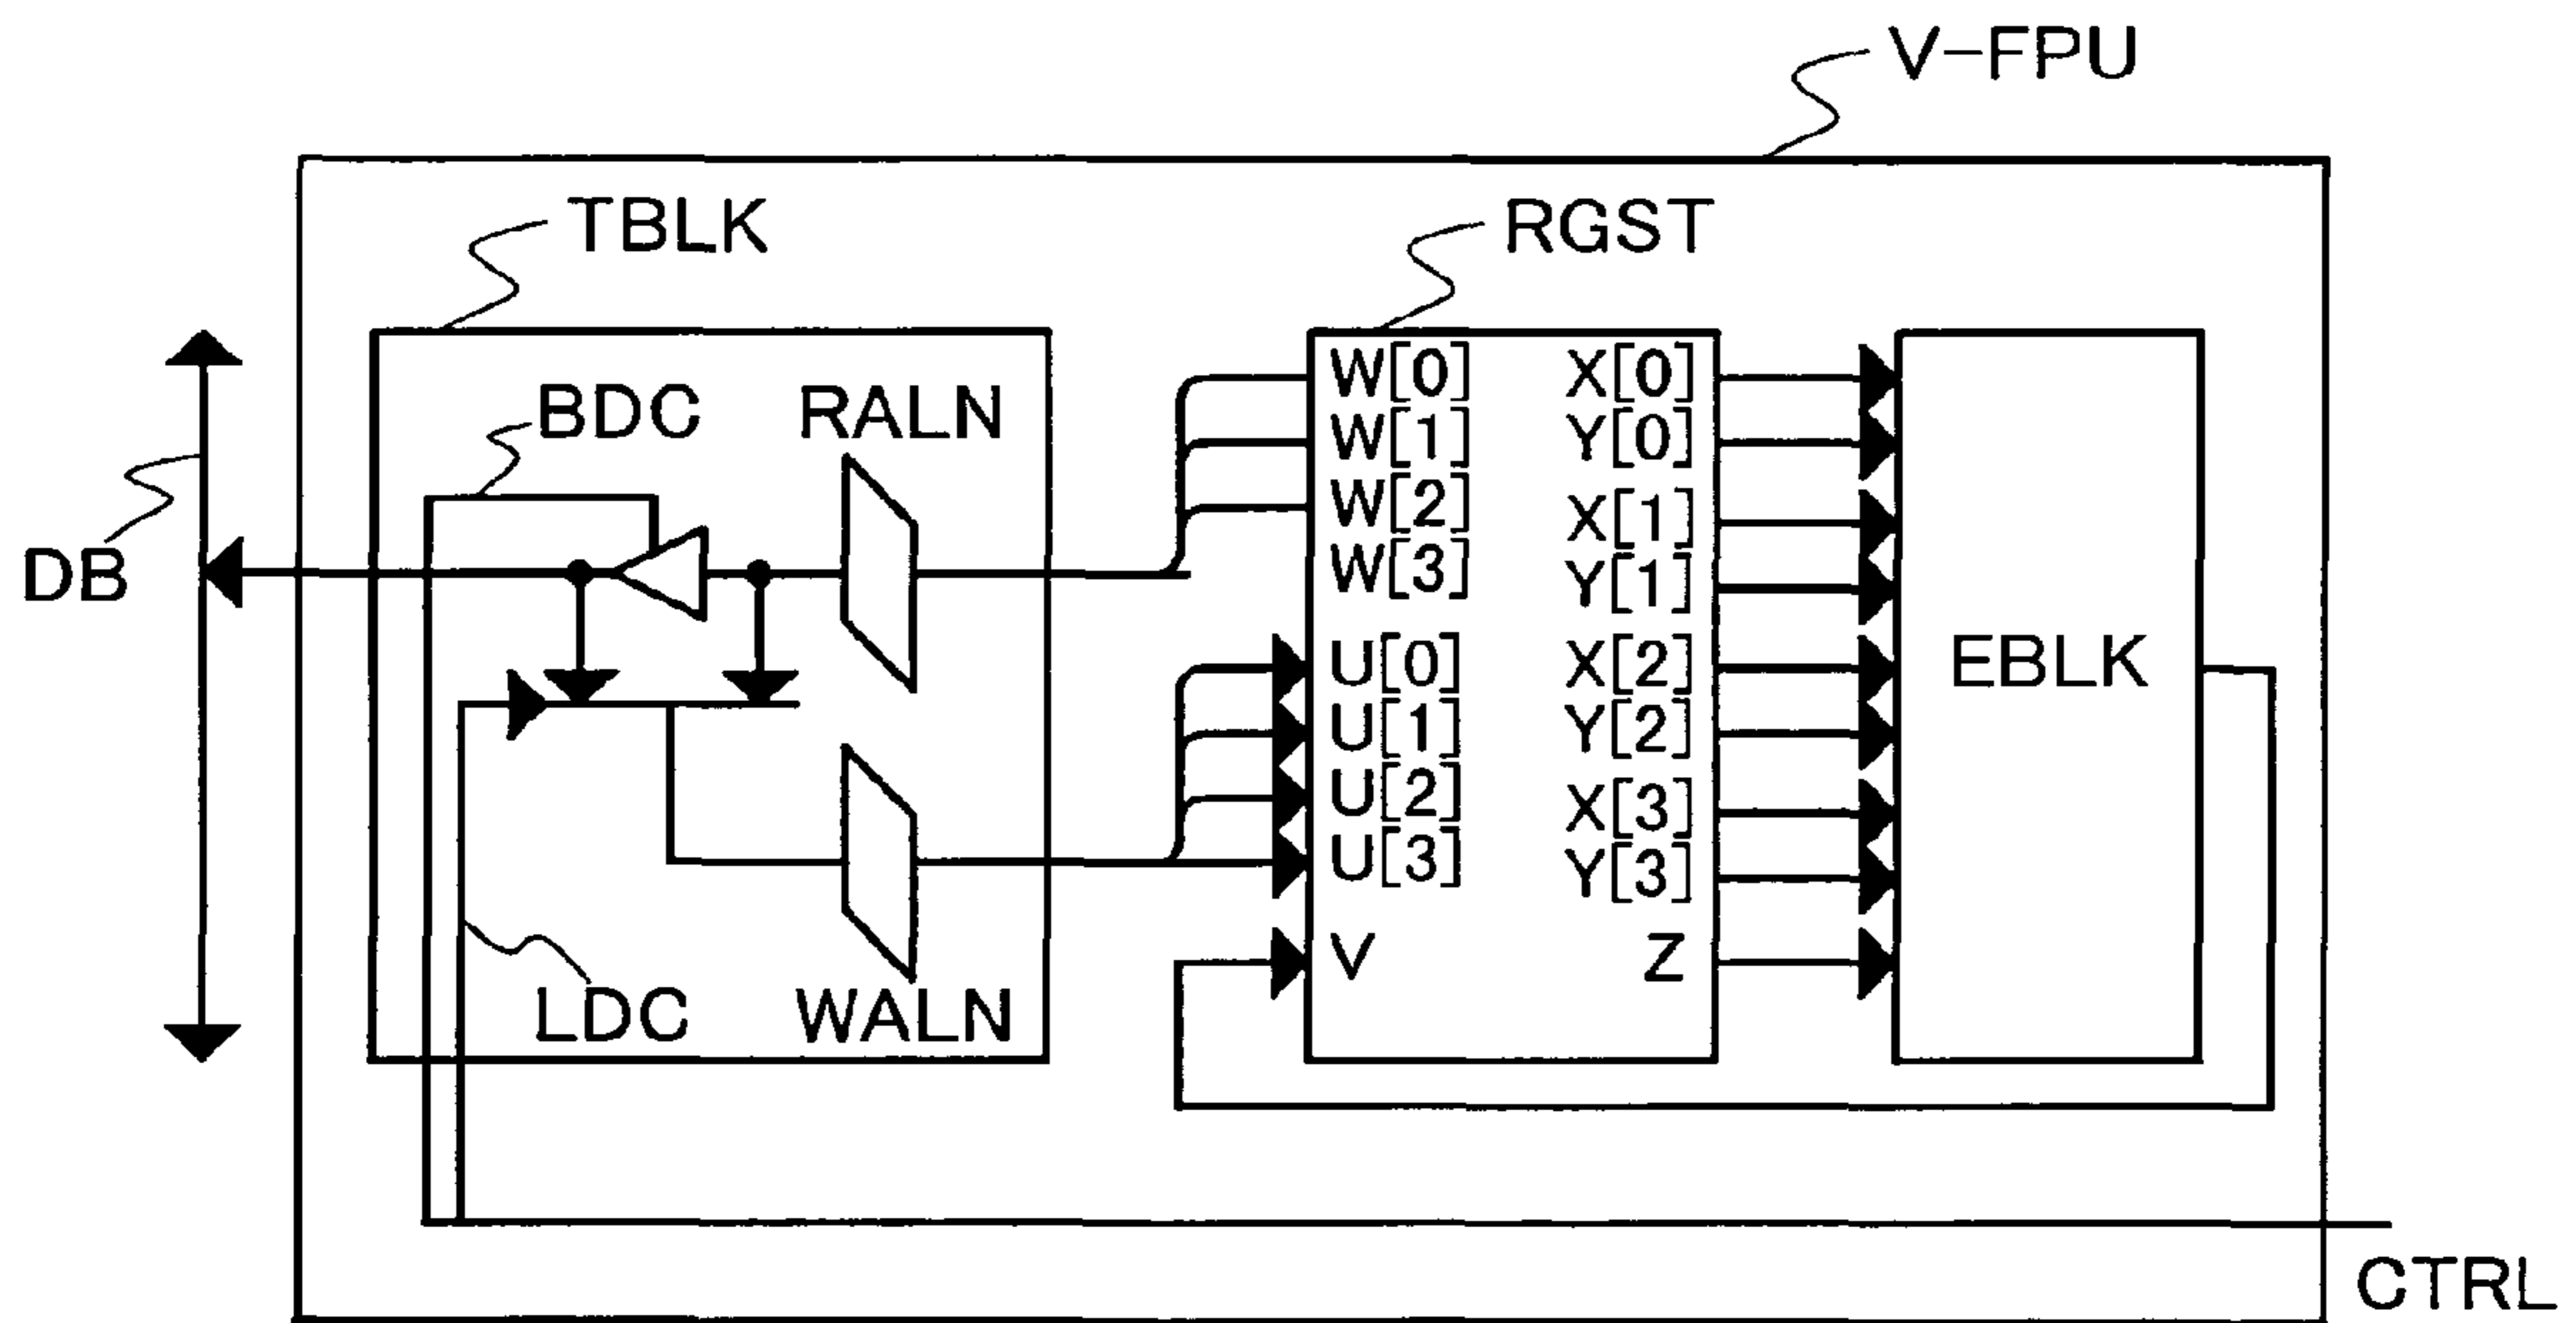 V-FPU
TBLK
RGST
BDC
RALN
DB
LDC
WALN
W[0]
W[1]
W[2]
W[3]
U[0]
U[1]
U[2]
U[3]
V
X[0]
Y[0]
X[1]
Y[1]
X[2]
Y[2]
X[3]
Y[3]
Z
EBLK
CTRL